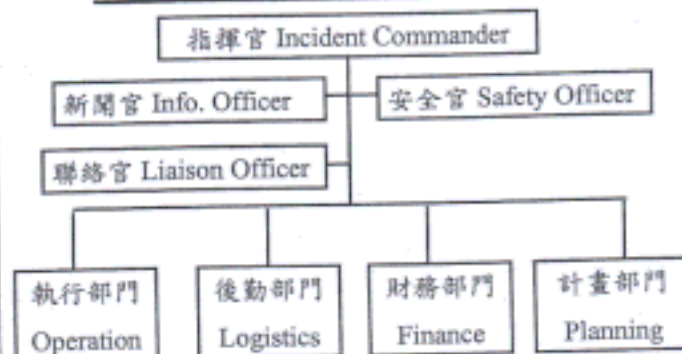 指揮官 Incident Commander
新聞官 Info. Officer
安全官 Safety Officer
聯絡官 Liaison Officer
執行部門
Operation
後勤部門
Logistics
財務部門
Finance
計畫部門
Planning